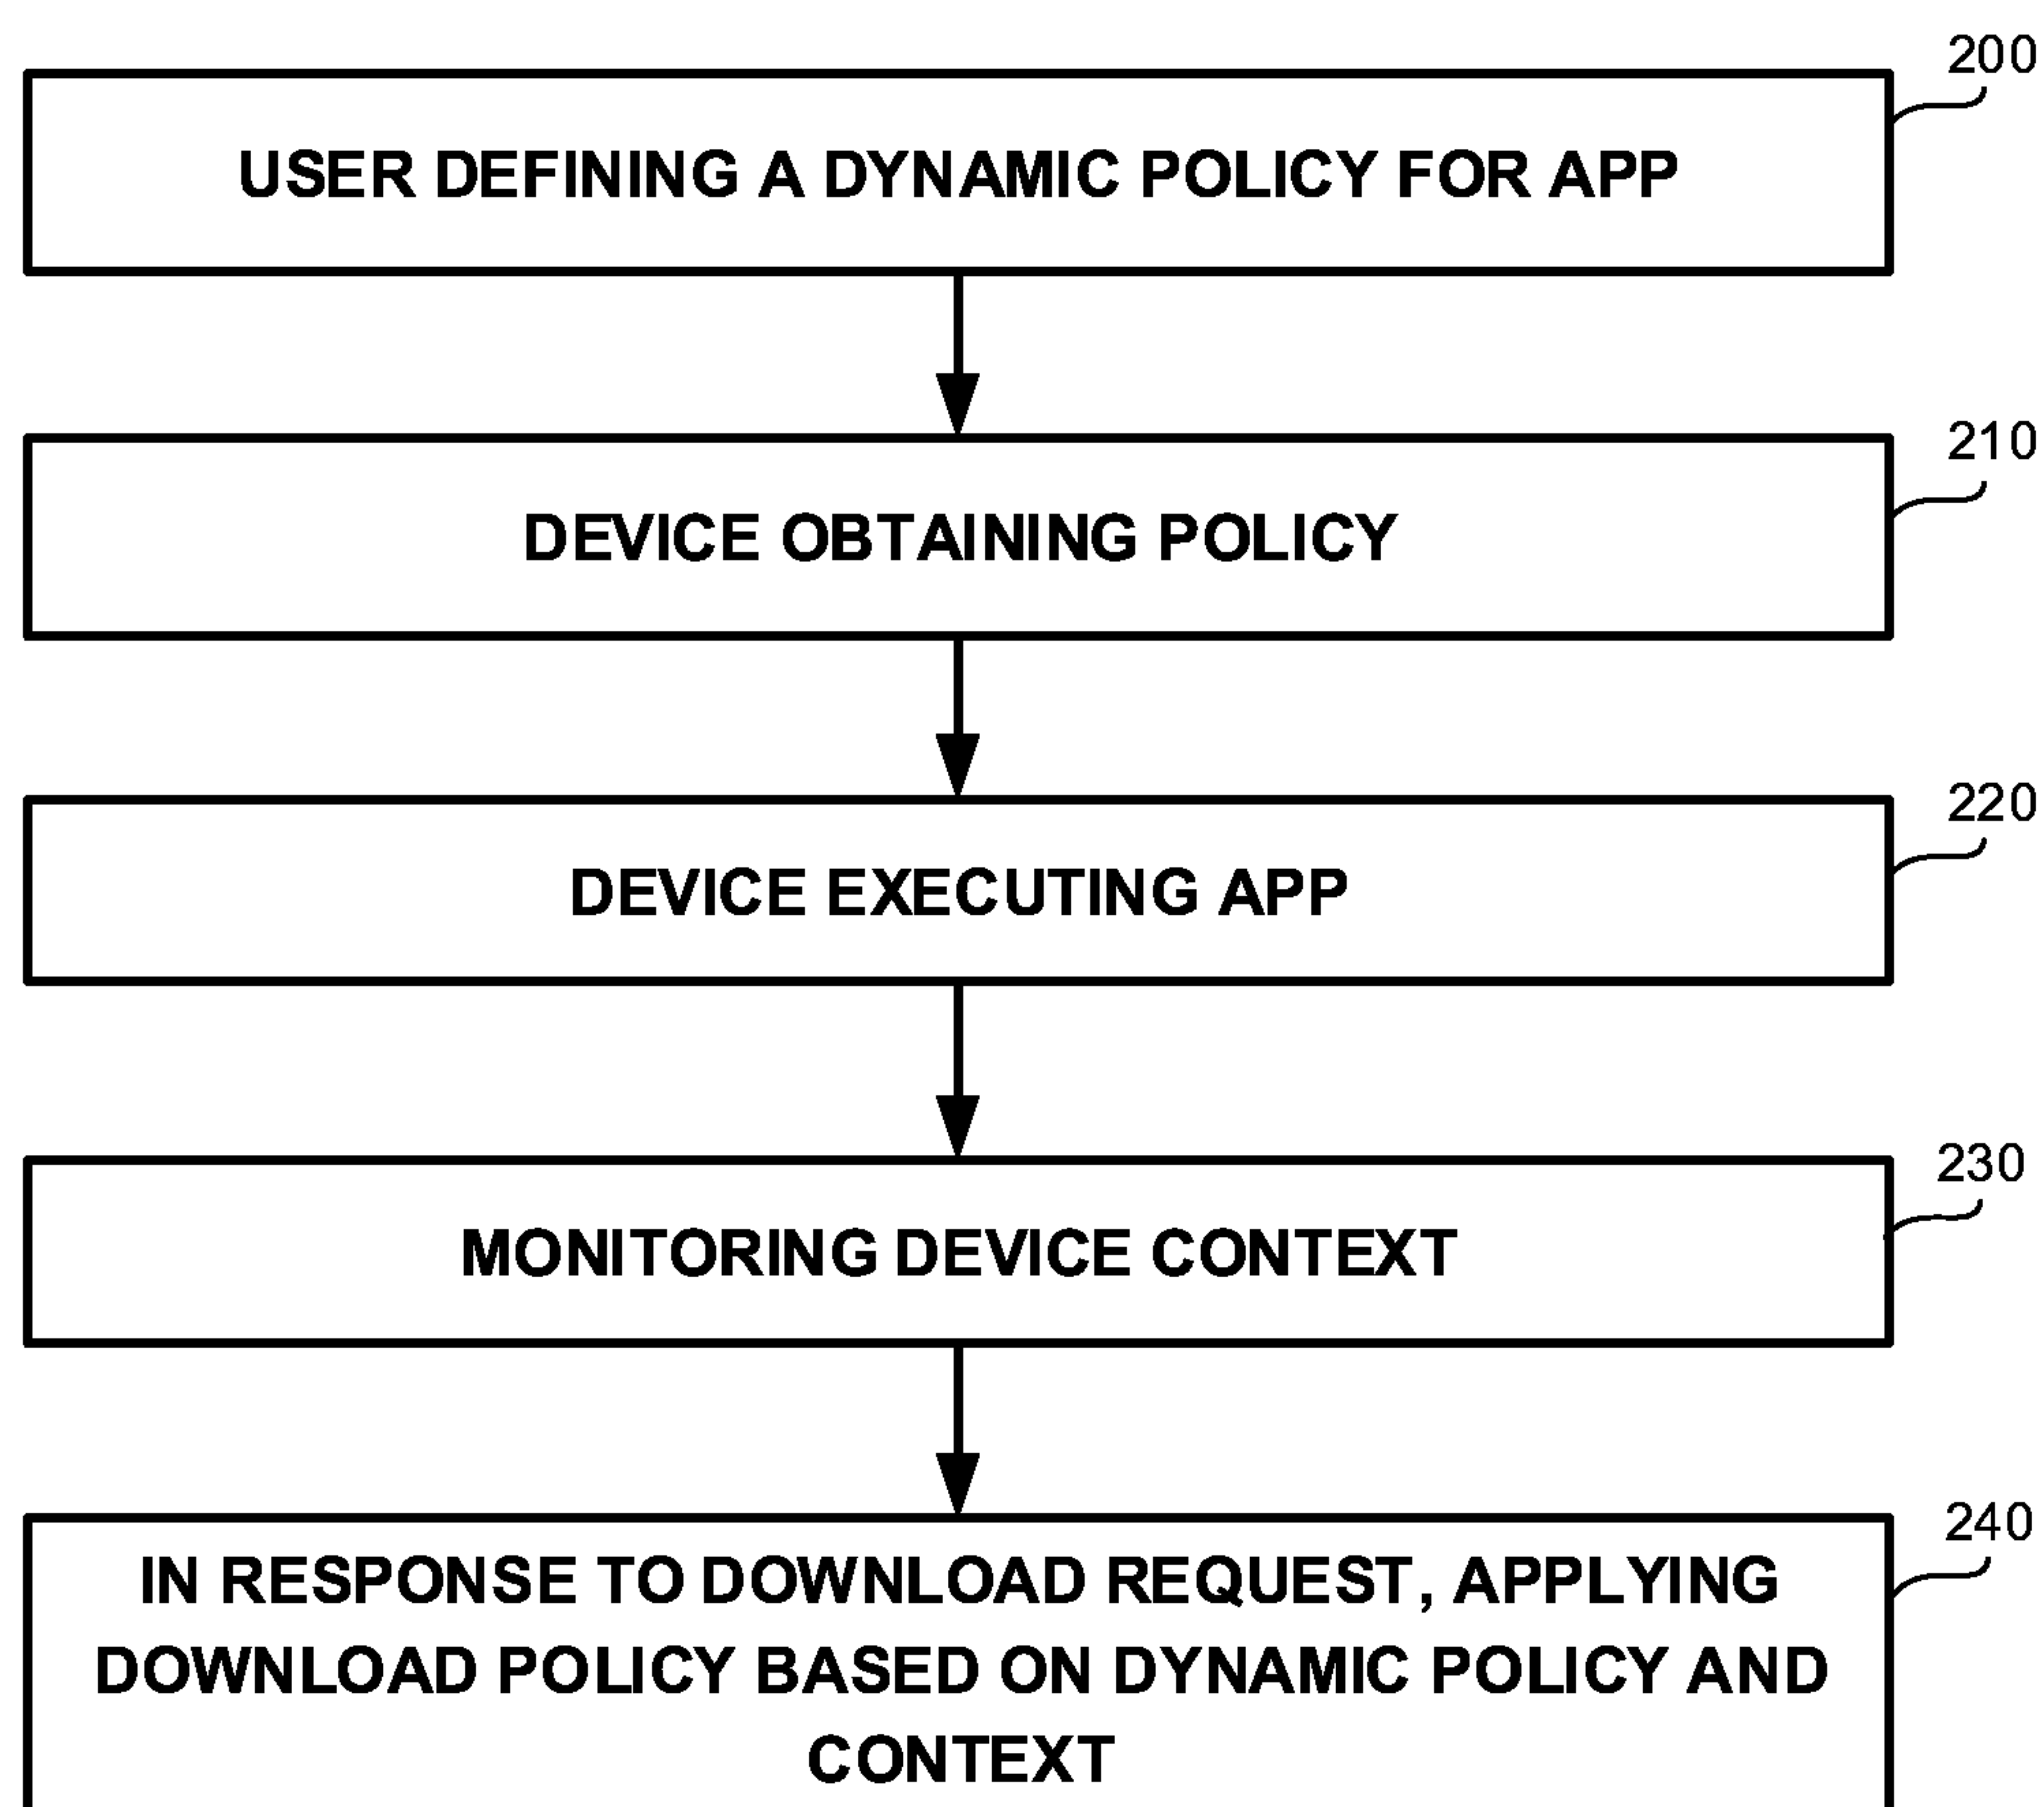 200
USER DEFINING A DYNAMIC POLICY FOR APP
210
DEVICE OBTAINING POLICY
220
DEVICE EXECUTING APP
230
MONITORING DEVICE CONTEXT
240
IN RESPONSE TO DOWNLOAD REQUEST, APPLYING
DOWNLOAD POLICY BASED ON DYNAMIC POLICY AND
CONTEXT